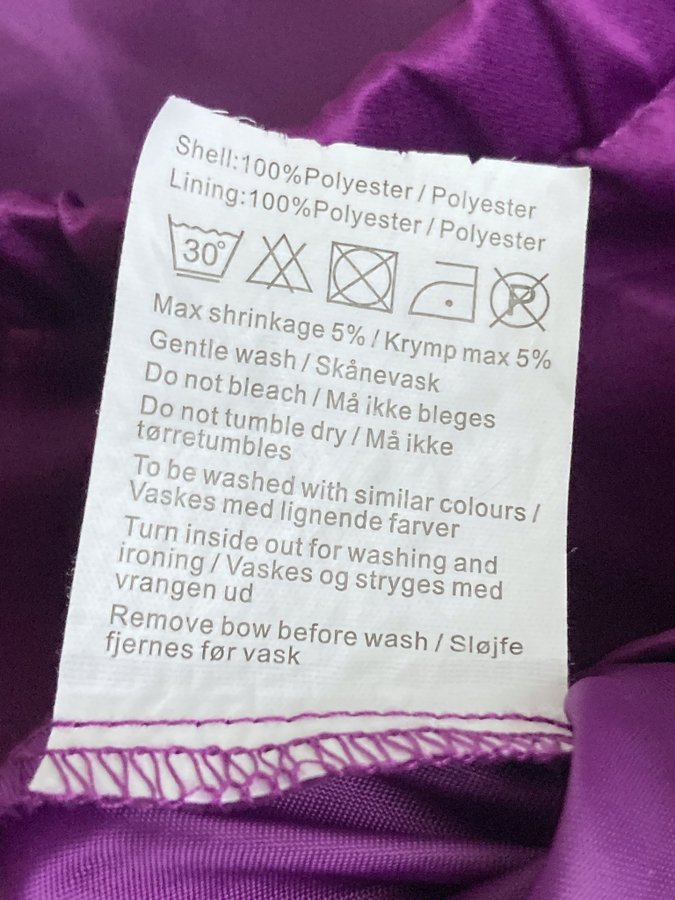 Shell:100%Polyester / Polyester
Lining:100%Polyester / Polyester
30° P
Max shrinkage 5% / Krymp max 5%
Gentle wash / Skånevask
Do not bleach / Må ikke bleges
Do not tumble dry / Må ikke
tørretumbles
To be washed with similar colours /
Vaskes med lignende farver
Turn inside out for washing and
ironing / Vaskes og stryges med
vrangen ud
Remove bow before wash / Sløjfe
fjernes før vask